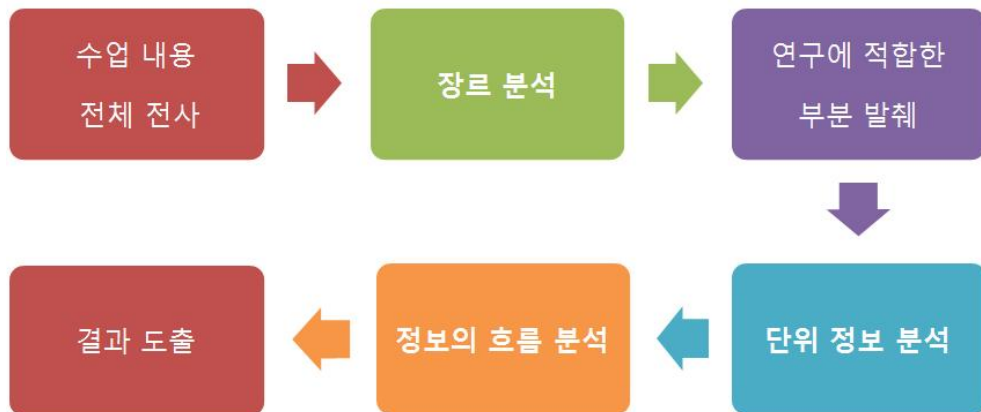 수업 내용
전체 전사
장르 분석
연구에 적합한
부분 발췌
단위 정보 분석
정보의 흐름 분석
결과 도출